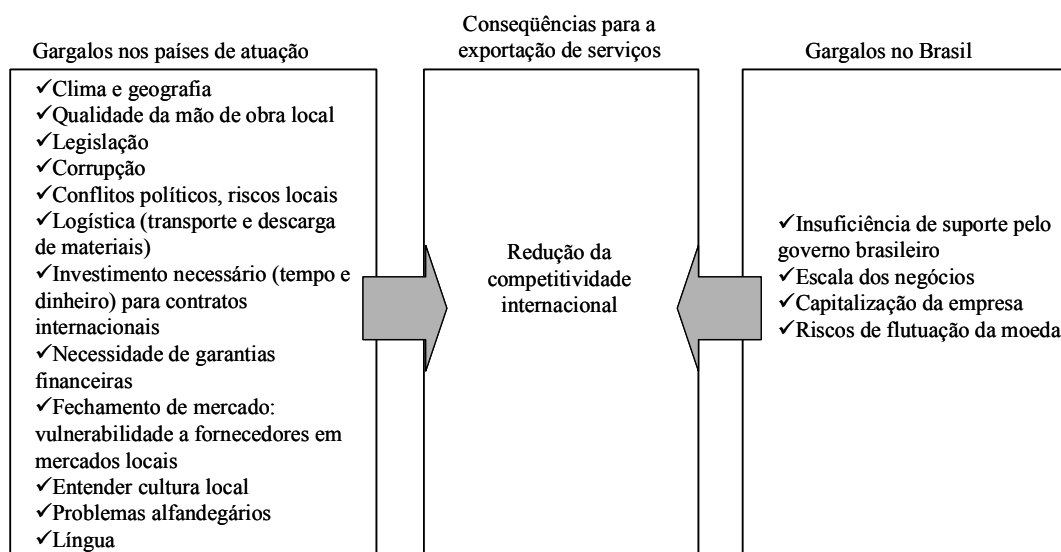 Gargalos nos países de atuação
✓Clima e geografia
✓Qualidade da mão de obra local
✓Legislação
✓Corrupção
✓Conflitos políticos, riscos locais
✓Logística (transporte e descarga
de materiais)
✓Investimento necessário (tempo e
dinheiro) para contratos
internacionais
✓Necessidade de garantias
financeiras
✓Fechamento de mercado:
vulnerabilidade a fornecedores em
mercados locais
✓Entender cultura local
✓Problemas alfandegários
✓Língua
Conseqüências para a
exportação de serviços
Redução da
competitividade
internacional
Gargalos no Brasil
✓Insuficiência de suporte pelo
governo brasileiro
✓Escala dos negócios
✓Capitalização da empresa
✓Riscos de flutuação da moeda